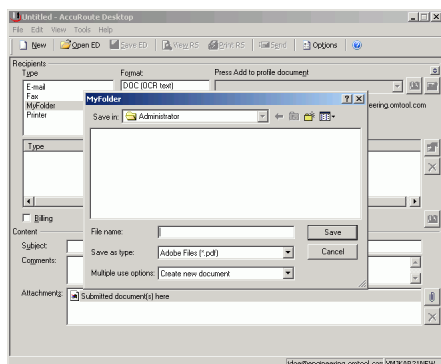 Untitled - AccuRoute Desktop
File Edit View Tools Help
New Open ED Save ED View RS Print RS Send Options
Recipients
Type Format: Press Add to profile document
E-mail DOC (OCR text)
Fax
MyFolder
Printer
eering.omtool.com
MyFolder
Save in: Administrator
Type
File name: Save
Save as type: Adobe Files (*.pdf) Cancel
Multiple use options: Create new document
Billing
Content
Subject:
Comments:
Attachments: Submitted document(s) here